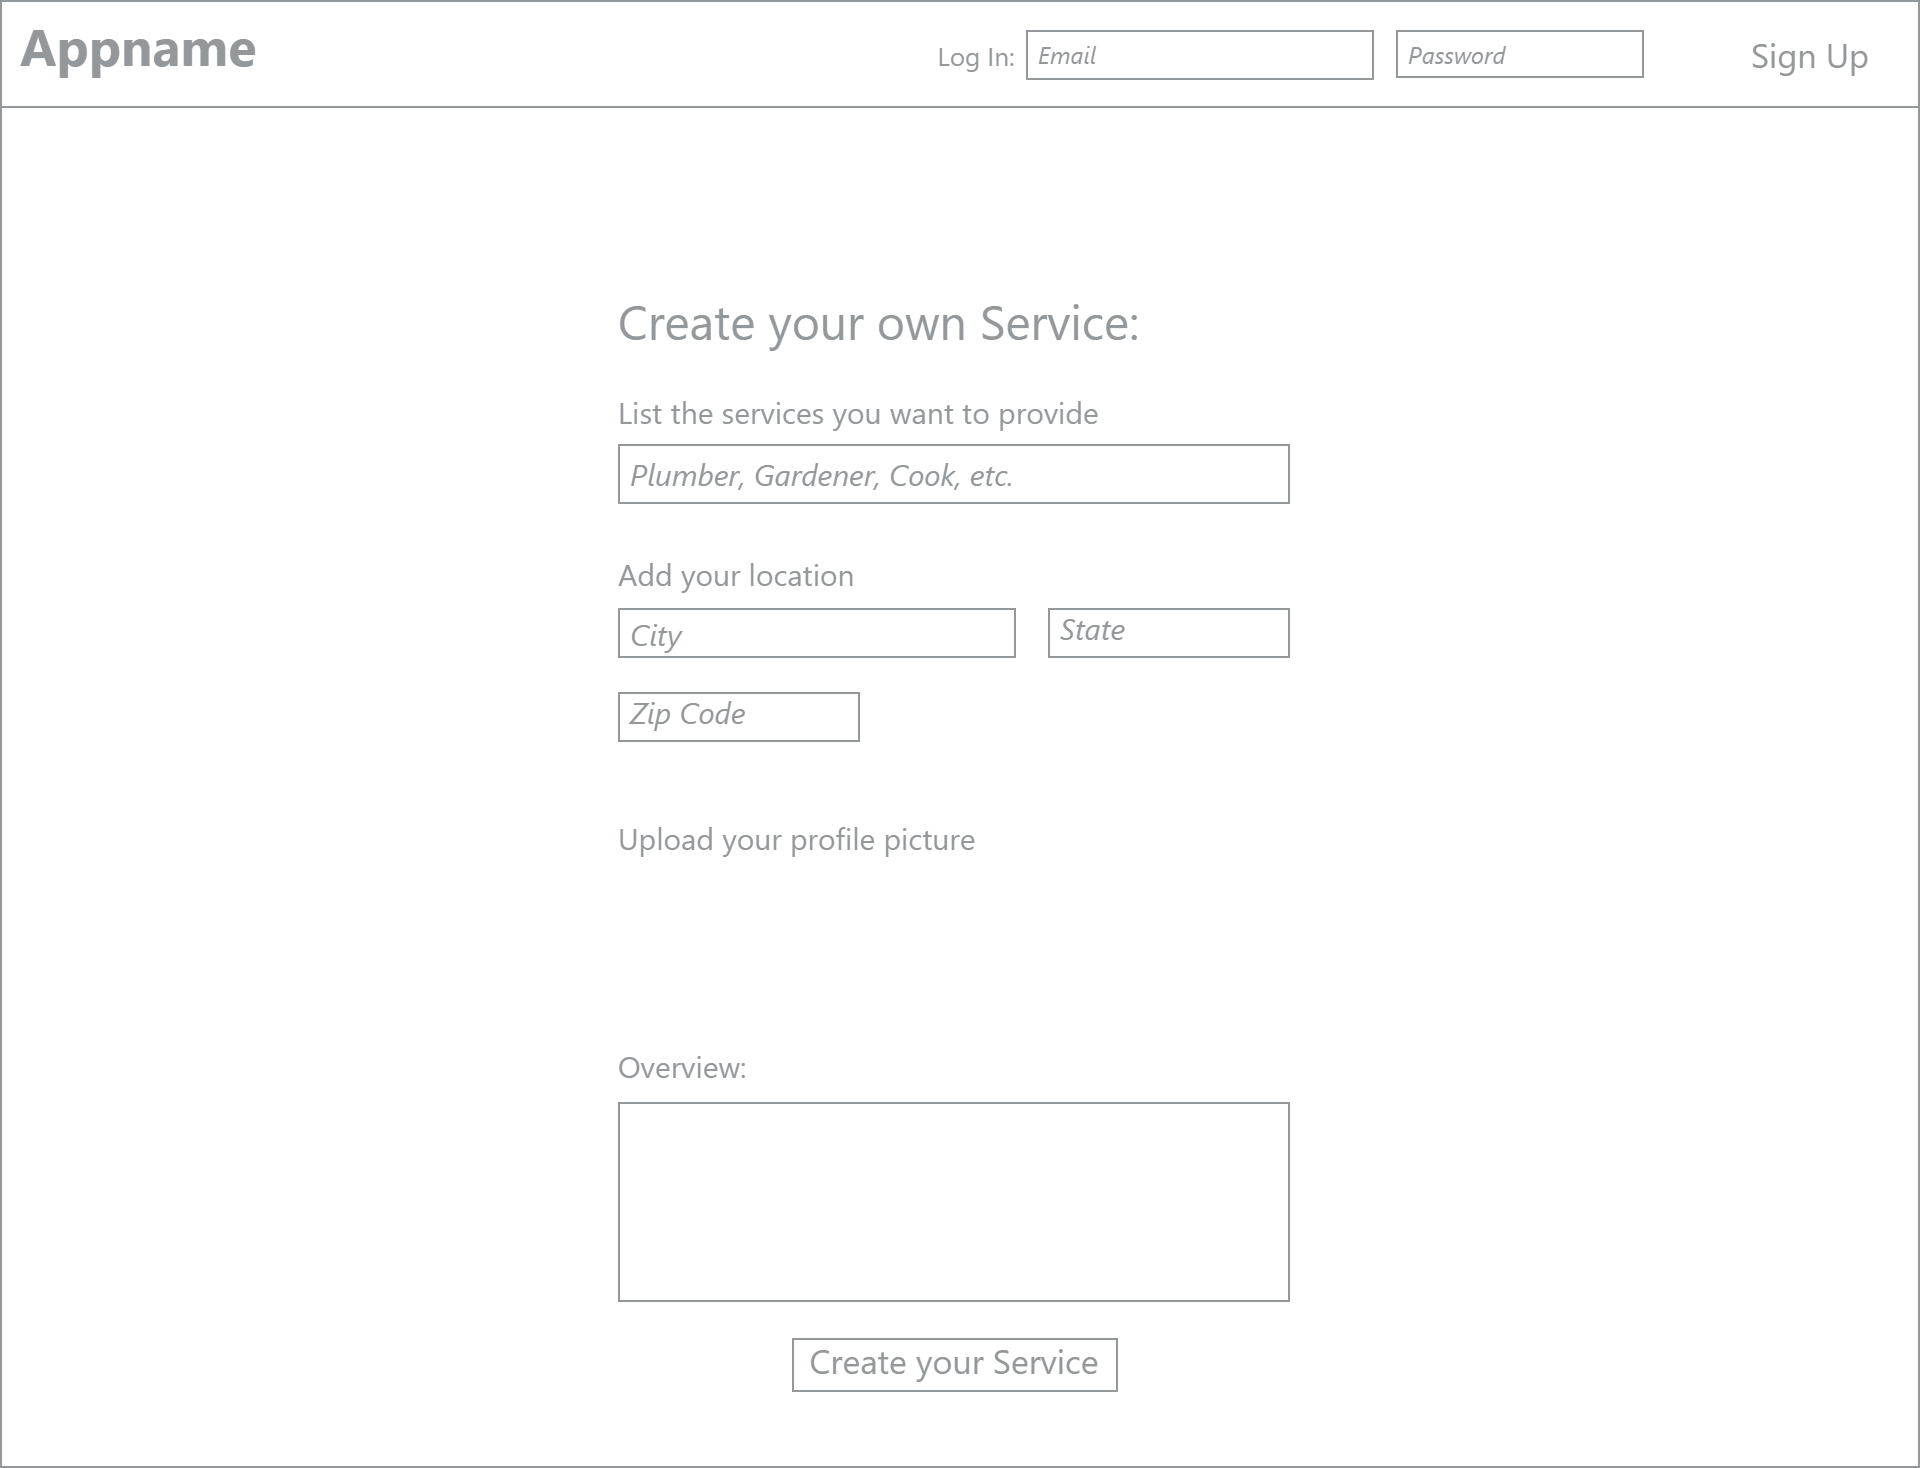 Appname
Log In: Email Password Sign Up
Create your own Service:
List the services you want to provide
Plumber, Gardener, Cook, etc.
Add your location
City State
Zip Code
Upload your profile picture
Overview:
Create your Service